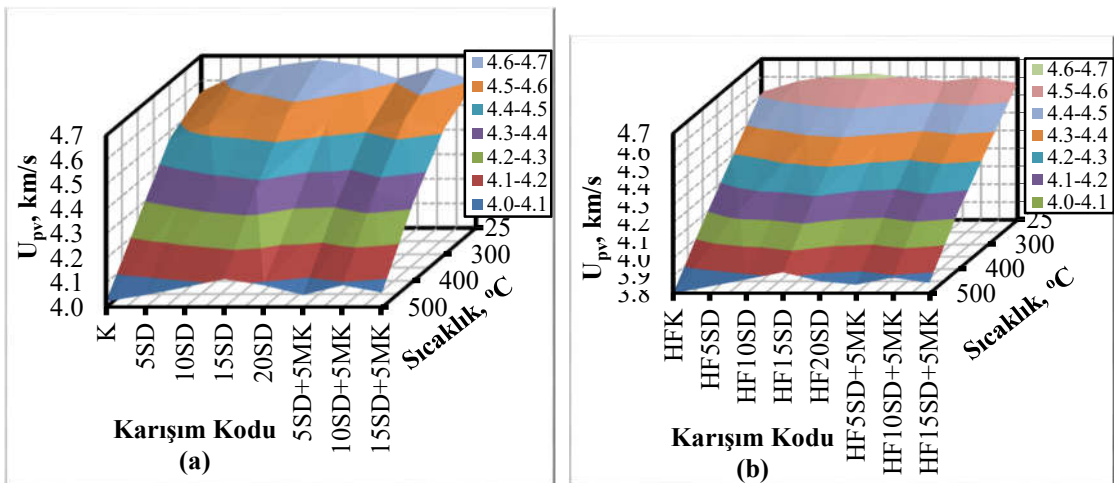 4.6-4.7
4.5-4.6
4.4-4.5
4.3-4.4
4.2-4.3
4.1-4.2
4.0-4.1
4.7
4.6
4.5
4.4
4.3
4.2
4.1
4.0
Upv, km/s
25
300
400
500
Sıcaklık, ºC
K
5SD
10SD
15SD
20SD
5SD+5MK
10SD+5MK
15SD+5MK
Karışım Kodu
(a)
4.6-4.7
4.5-4.6
4.4-4.5
4.3-4.4
4.2-4.3
4.1-4.2
4.0-4.1
4.7
4.6
4.5
4.4
4.3
4.2
4.1
4.0
3.9
3.8
Upv, km/s
25
300
400
500
Sıcaklık, ºC
HFK
HF5SD
HF10SD
HF15SD
HF20SD
HF5SD+5MK
HF10SD+5MK
HF15SD+5MK
Karışım Kodu
(b)